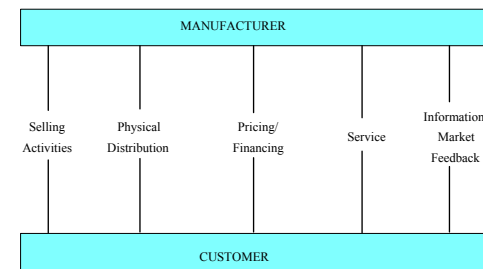 MANUFACTURER
Selling
Activities
Physical
Distribution
Pricing/
Financing
Service
Information
Market
Feedback
CUSTOMER